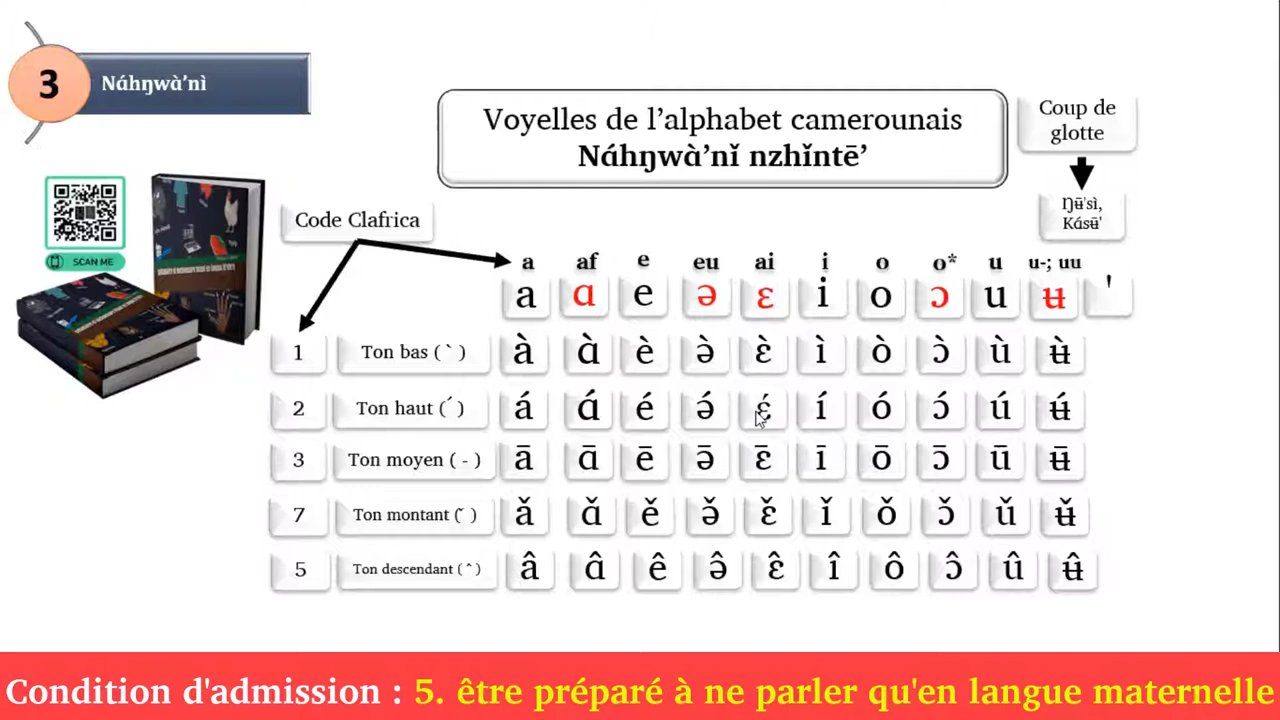 3
Náhŋwà’nì
Voyelles de l’alphabet camerounais
Náhŋwà’nǐ nzhǐntē’
Coup de
glotte
Ŋʉ̄'sì,
Kásʉ̄'
SCAN ME
Code Clafrica
a af e eu ai i o o* u u-; uu
a ɑ e ə ɛ i o ɔ u ʉ '
1 Ton bas ( ` ) à ɑ̀ è ə̀ ɛ̀ ì ò ɔ̀ ù ʉ̀
2 Ton haut ( ́ ) á ɑ́ é ə́ ɛ́ í ó ɔ́ ú ʉ́
3 Ton moyen ( - ) ā ɑ̄ ē ə̄ ɛ̄ ī ō ɔ̄ ū ʉ̄
7 Ton montant (ˇ ) ǎ ɑ̌ ě ə̌ ɛ̌ ǐ ǒ ɔ̌ ǔ ʉ̌
5 Ton descendant ( ˆ ) â ɑ̂ ê ə̂ ɛ̂ î ô ɔ̂ û ʉ̂
Condition d'admission : 5. être préparé à ne parler qu'en langue maternelle